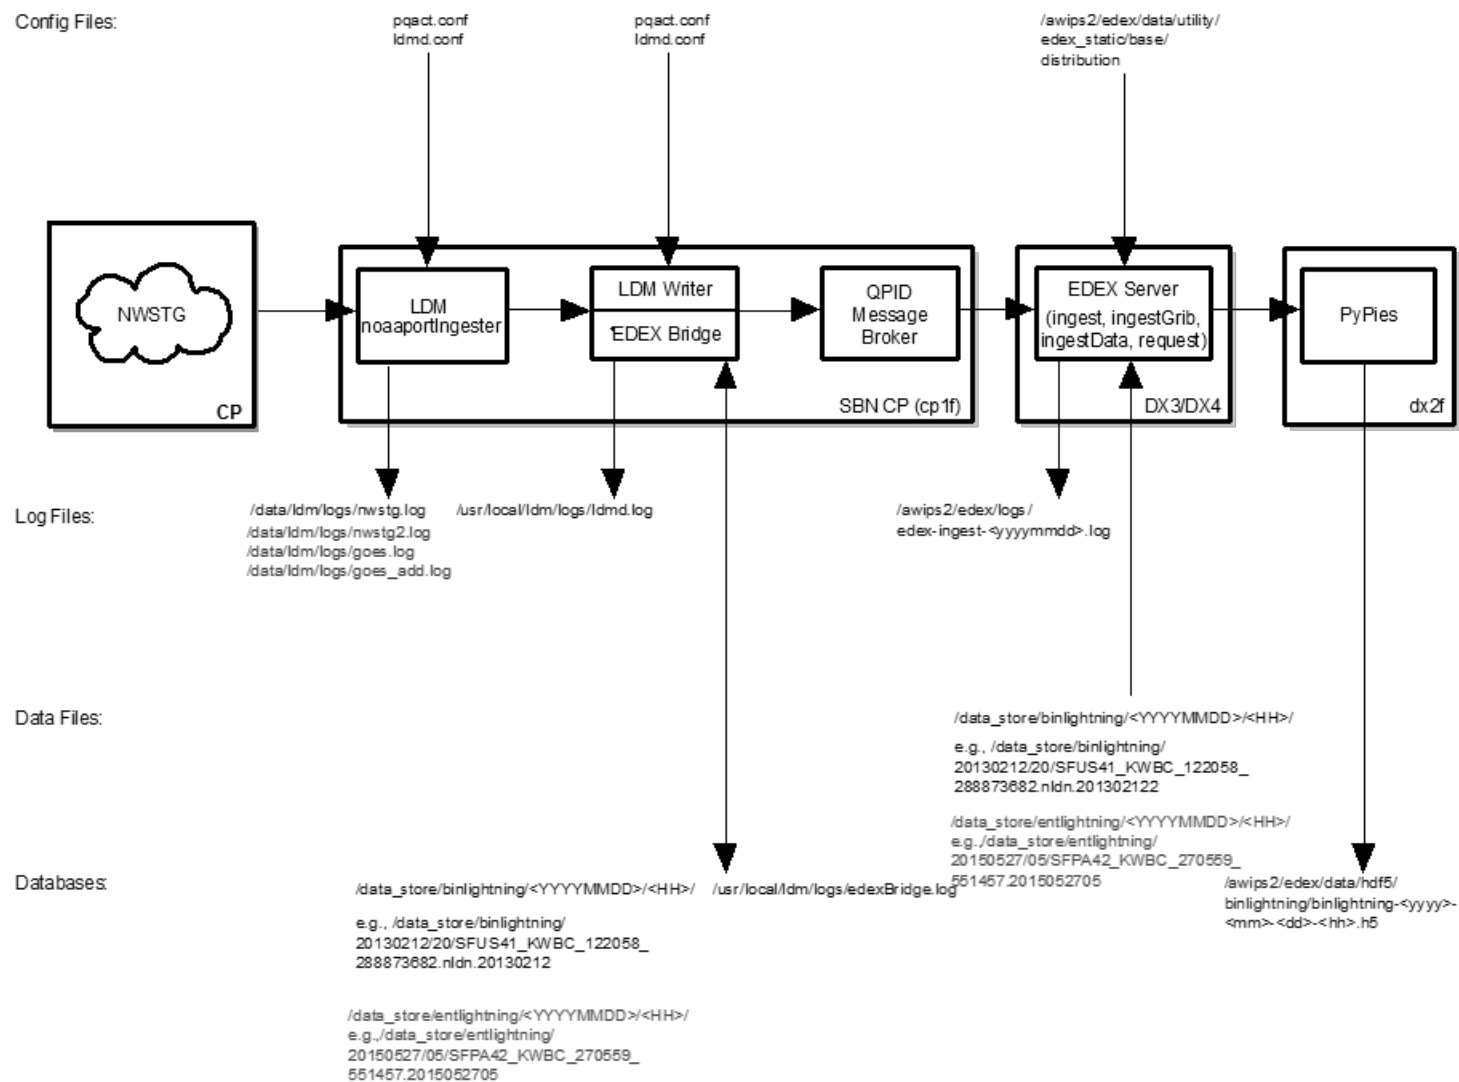 Config Files:
pqact.conf
ldmd.conf
pqact.conf
ldmd.conf
/awips2/edex/data/utility/
edex_static/base/
distribution
NWSTG
CP
LDM
noaaportIngester
LDM Writer
EDEX Bridge
QPID
Message
Broker
SBN CP (cp1f)
EDEX Server
(ingest, ingestGrib,
ingestData, request)
DX3/DX4
PyPies
dx2f
Log Files:
/data/ldm/logs/nwstg.log
/data/ldm/logs/nwstg2.log
/data/ldm/logs/goes.log
/data/ldm/logs/goes_add.log
/usr/local/ldm/logs/ldmd.log
/awips2/edex/logs/
edex-ingest-<yyyymmdd>.log
Data Files:
/data_store/binlightning/<YYYYMMDD>/<HH>/
e.g., /data_store/binlightning/
20130212/20/SFUS41_KWBC_122058_
288873682.nldn.201302122
/data_store/entlightning/<YYYYMMDD>/<HH>/
e.g.,/data_store/entlightning/
20150527/05/SFPA42_KWBC_270559_
551457.2015052705
Databases:
/data_store/binlightning/<YYYYMMDD>/<HH>/
e.g., /data_store/binlightning/
20130212/20/SFUS41_KWBC_122058_
288873682.nldn.20130212
/data_store/entlightning/<YYYYMMDD>/<HH>/
e.g.,/data_store/entlightning/
20150527/05/SFPA42_KWBC_270559_
551457.2015052705
/usr/local/ldm/logs/edexBridge.log
/awips2/edex/data/hdf5/
binlightning/binlightning-<yyyy>-
<mm>-<dd>-<hh>.h5